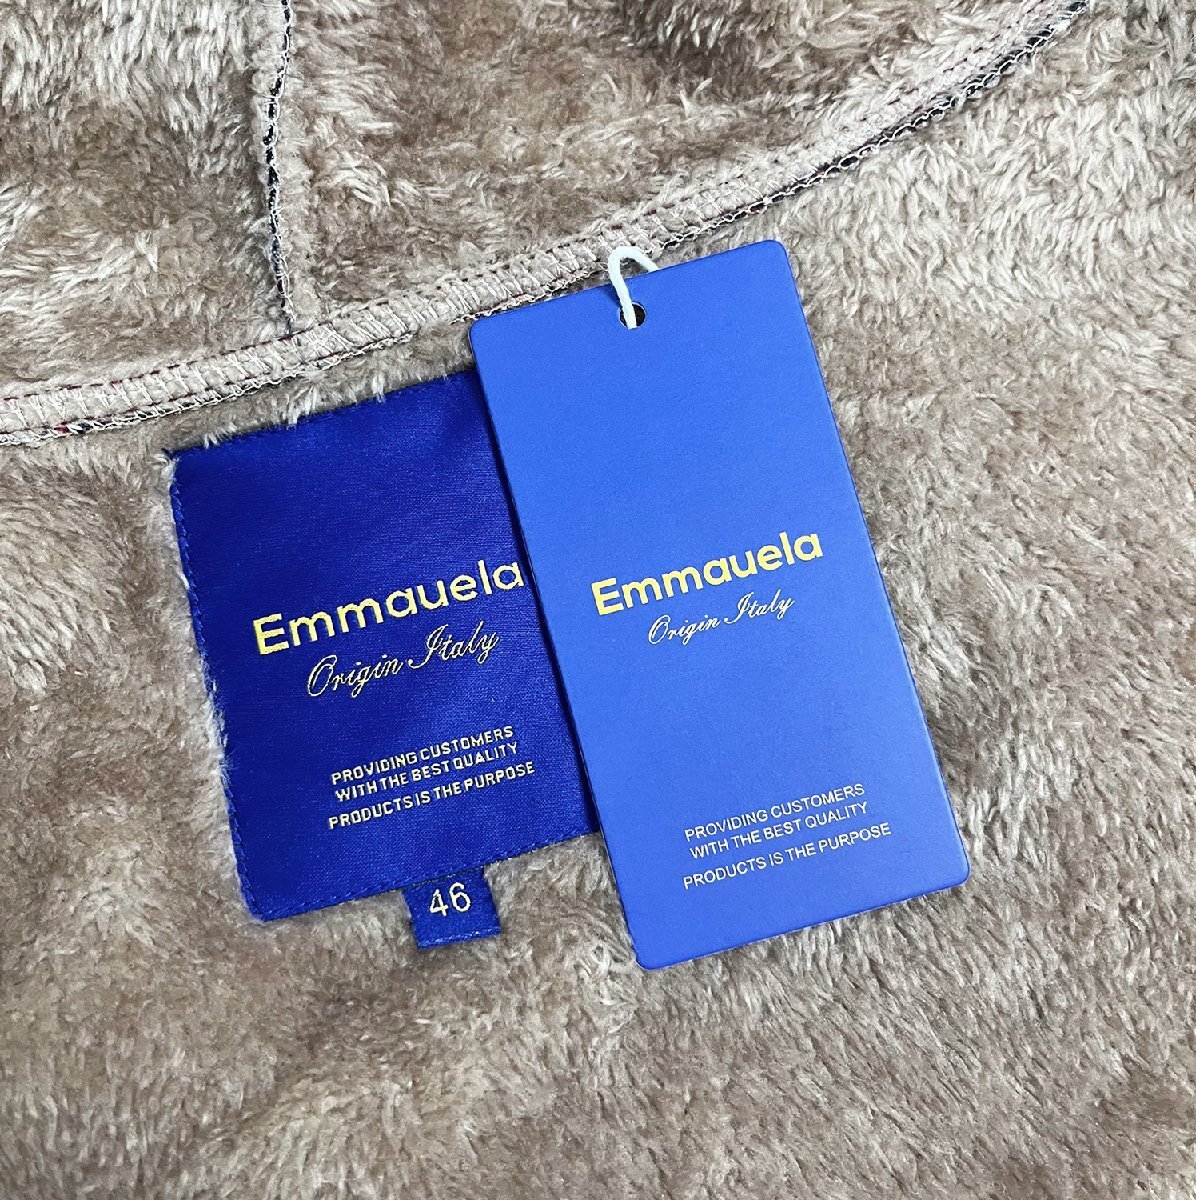 Emmauela
Origin Italy
PROVIDING CUSTOMERS
WITH THE BEST QUALITY
PRODUCTS IS THE PURPOSE
46
Emmauela
Origin Italy
PROVIDING CUSTOMERS
WITH THE BEST QUALITY
PRODUCTS IS THE PURPOSE